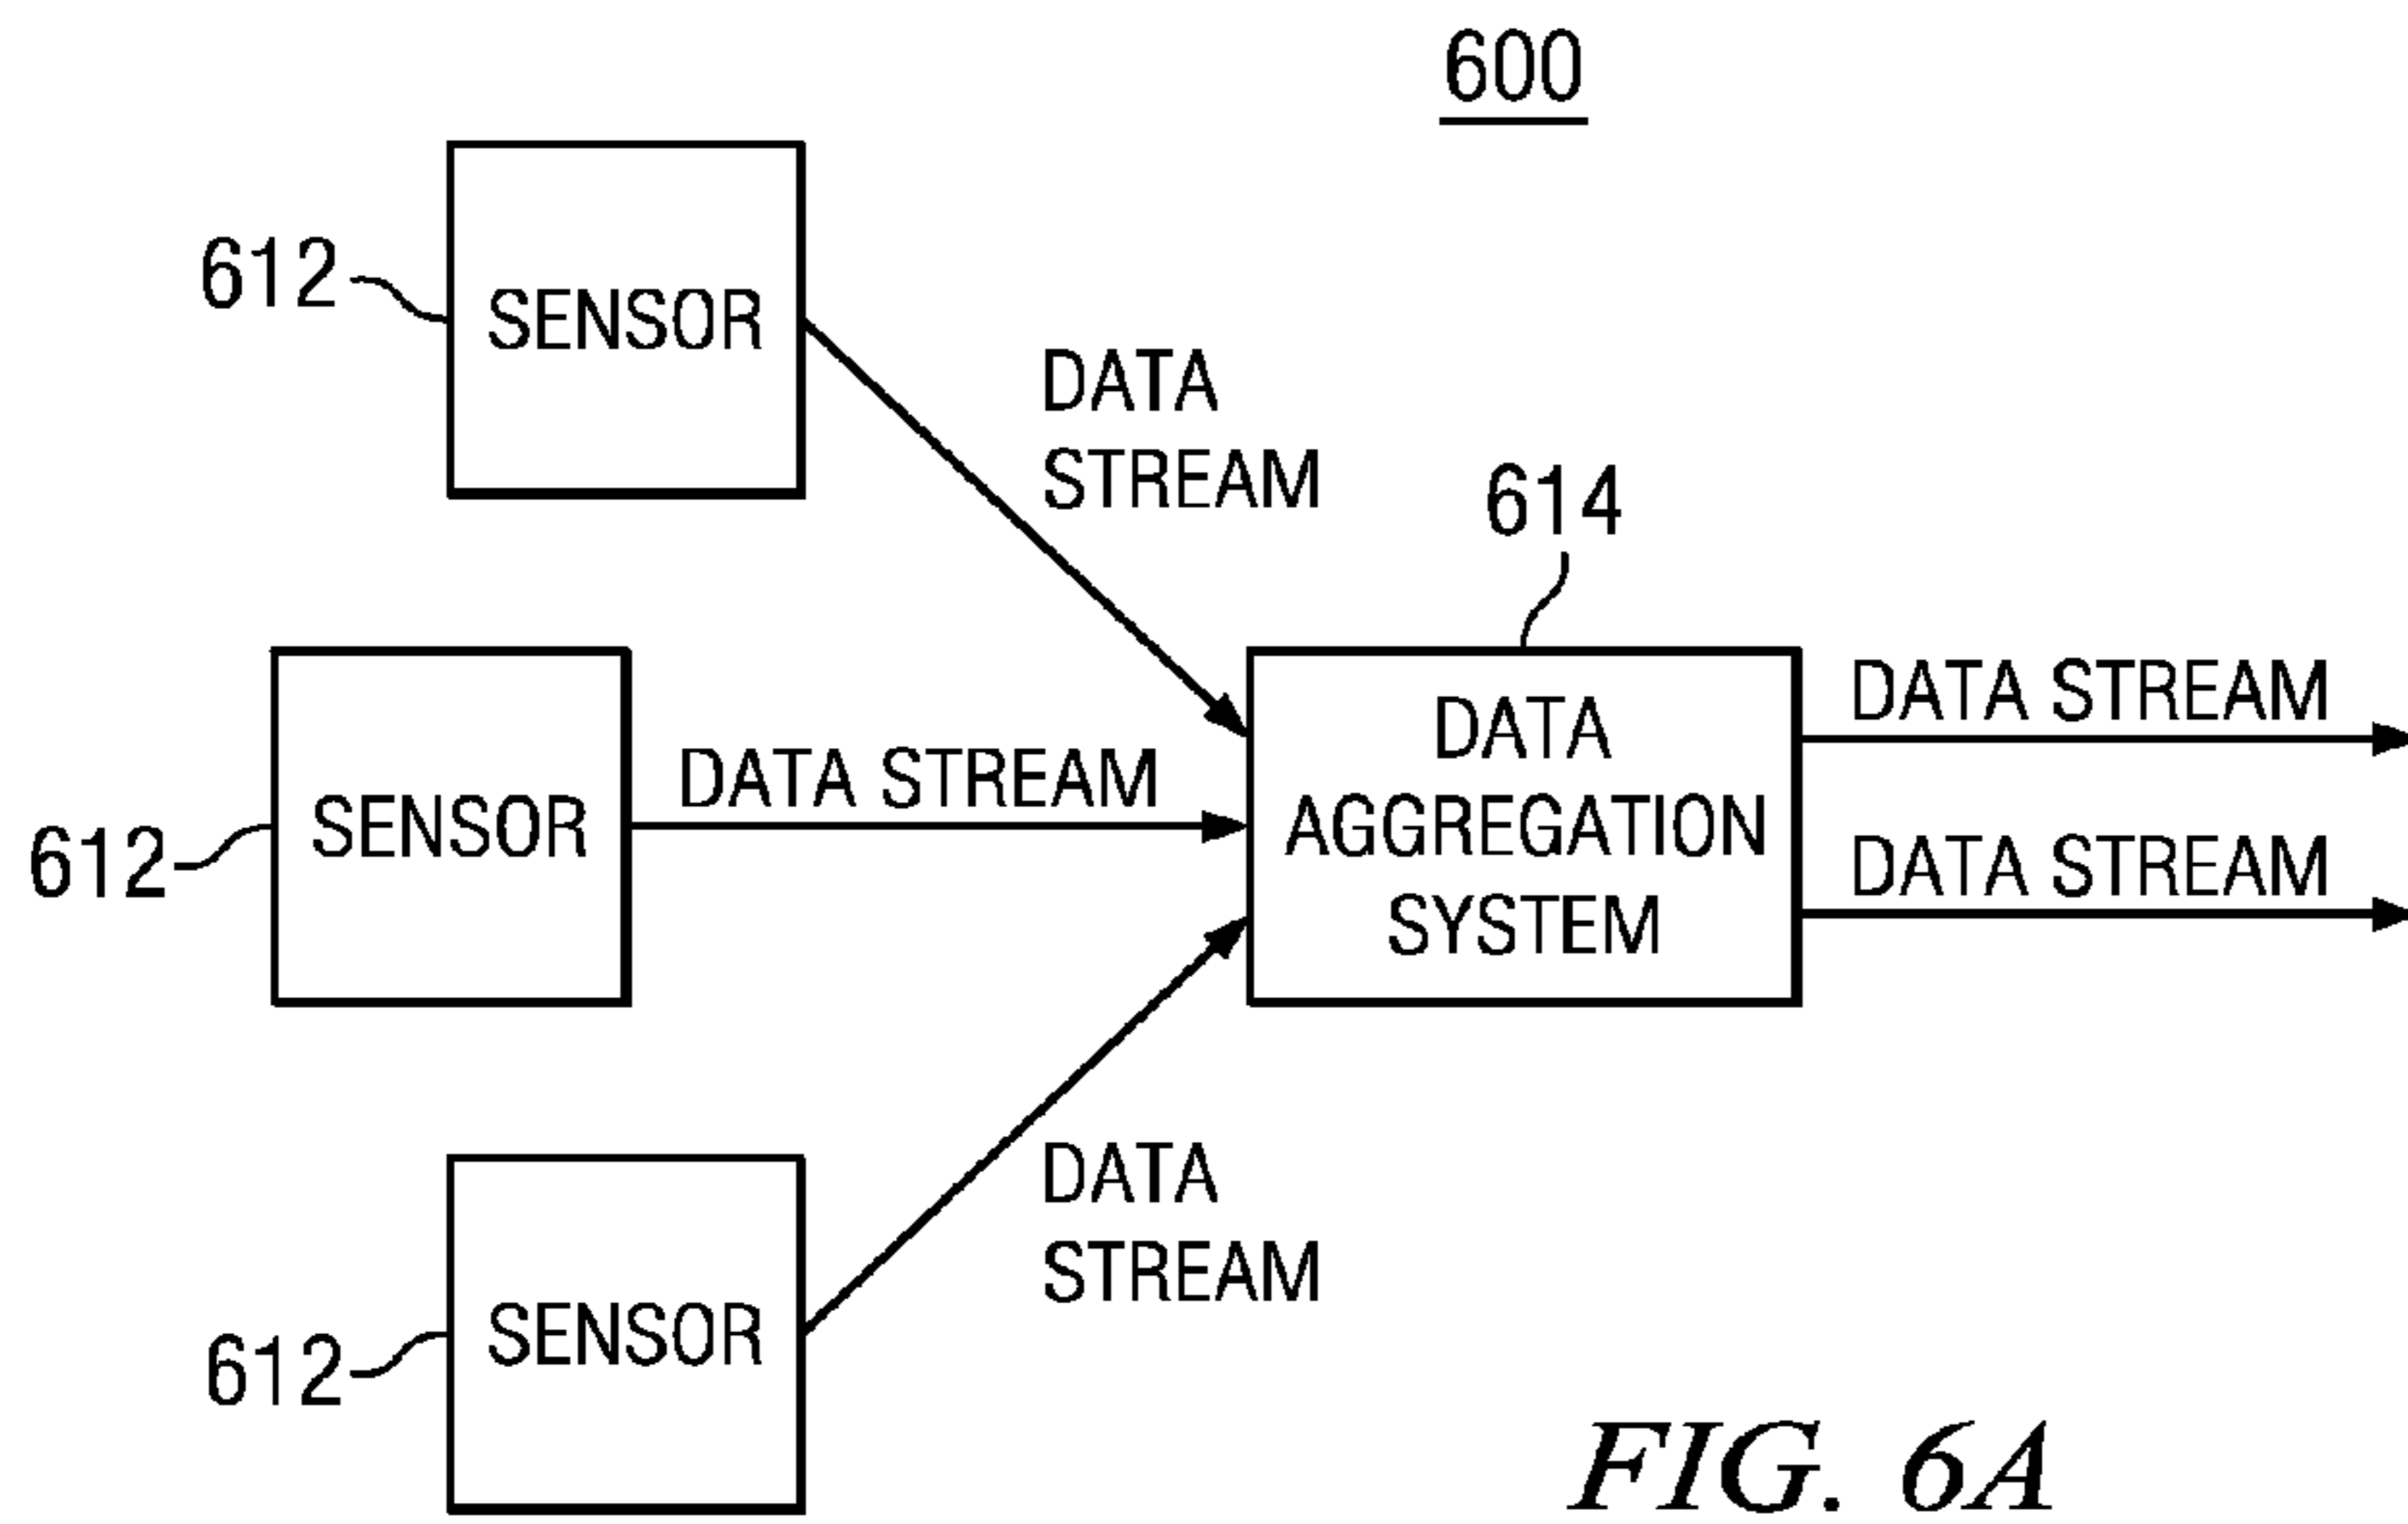 600
612
SENSOR
DATA
STREAM
614
612
SENSOR
DATA STREAM
DATA
AGGREGATION
SYSTEM
DATA STREAM
DATA STREAM
612
SENSOR
DATA
STREAM
FIG. 6A